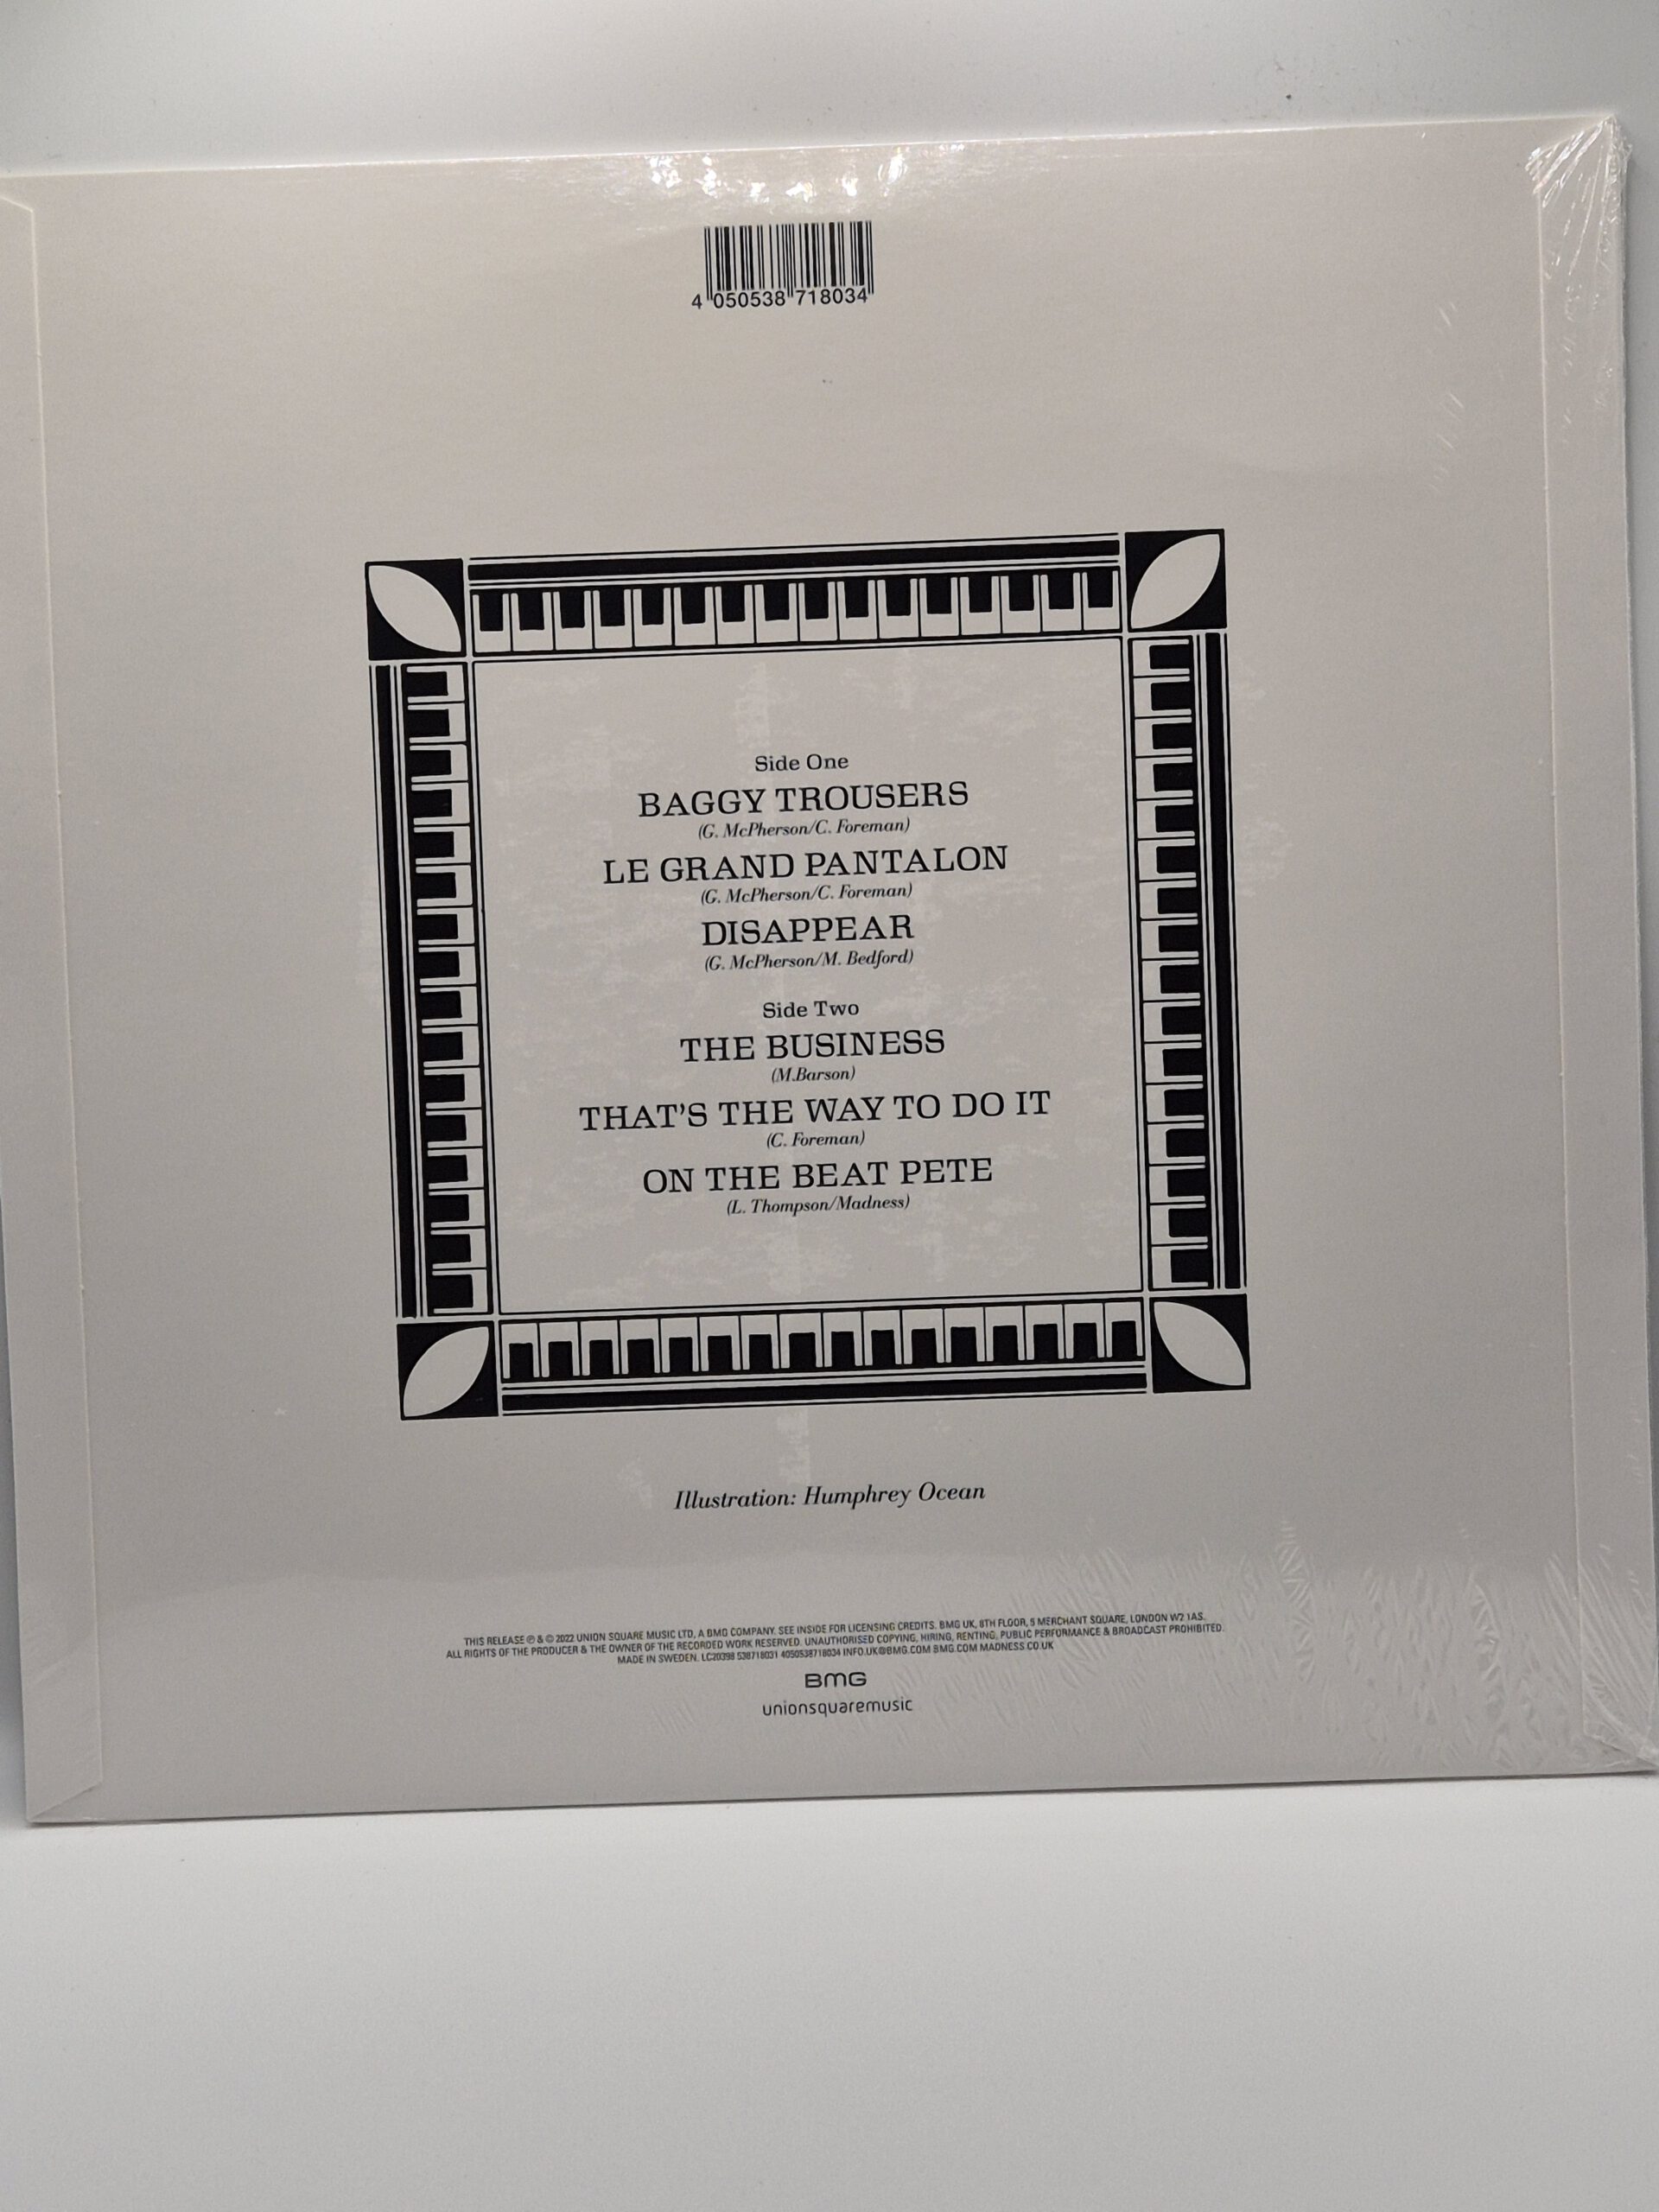 4 050538 718034
Side One
BAGGY TROUSERS
(G. McPherson/C. Foreman)
LE GRAND PANTALON
(G. McPherson/C. Foreman)
DISAPPEAR
(G. McPherson/M. Bedford)
Side Two
THE BUSINESS
(M.Barson)
THAT'S THE WAY TO DO IT
(C. Foreman)
ON THE BEAT PETE
(L. Thompson/Madness)
Illustration: Humphrey Ocean
THIS RELEASE ℗ & © 2022 UNION SQUARE MUSIC LTD, A BMG COMPANY. SEE INSIDE FOR LICENSING CREDITS. BMG UK, 8TH FLOOR, 5 MERCHANT SQUARE, LONDON W2 1AS.
ALL RIGHTS OF THE PRODUCER & THE OWNER OF THE RECORDED WORK RESERVED. UNAUTHORISED COPYING, HIRING, RENTING, PUBLIC PERFORMANCE & BROADCAST PROHIBITED.
MADE IN SWEDEN. LC20398 538718031 4050538718034 INFO.UK@BMG.COM BMG.COM MADNESS.CO.UK
BMG
unionsquaremusic